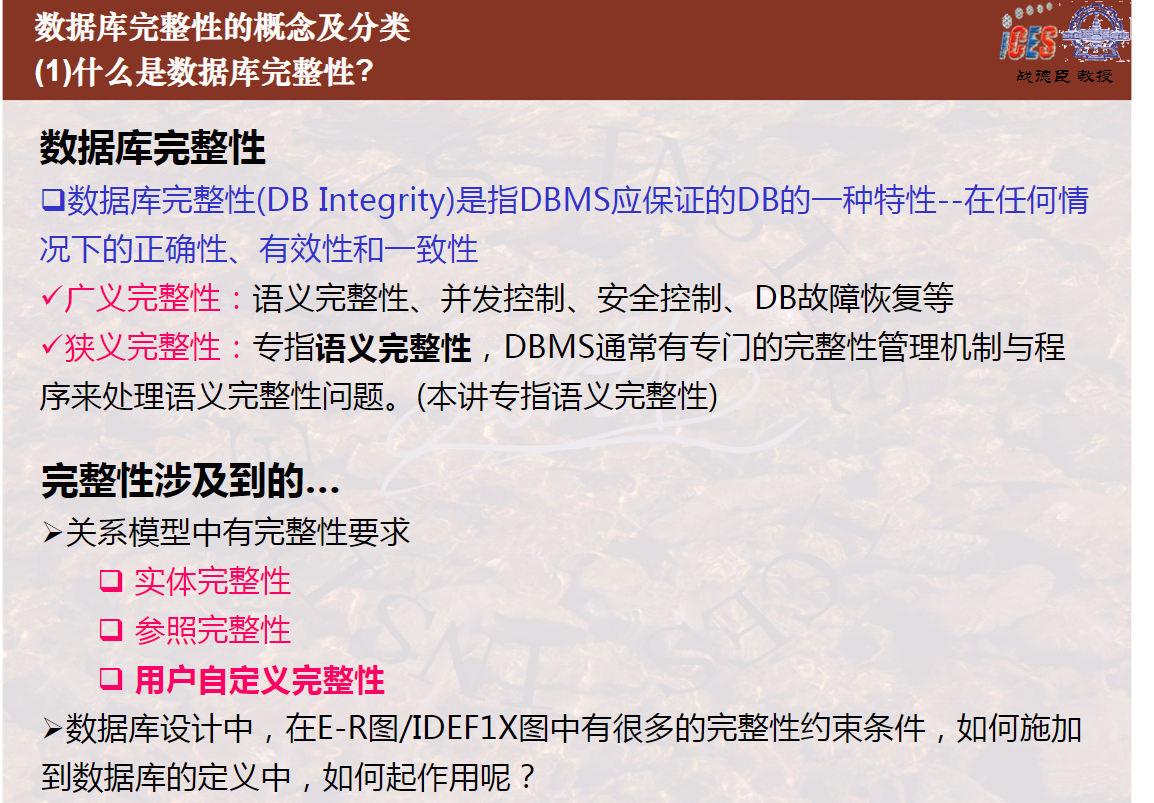 数据库完整性的概念及分类
(1)什么是数据库完整性?
iCES
战德臣 教授
数据库完整性
❑数据库完整性(DB Integrity)是指DBMS应保证的DB的一种特性--在任何情
况下的正确性、有效性和一致性
✓广义完整性：语义完整性、并发控制、安全控制、DB故障恢复等
✓狭义完整性：专指语义完整性，DBMS通常有专门的完整性管理机制与程
序来处理语义完整性问题。(本讲专指语义完整性)
完整性涉及到的...
➢关系模型中有完整性要求
❑ 实体完整性
❑ 参照完整性
❑ 用户自定义完整性
➢数据库设计中，在E-R图/IDEF1X图中有很多的完整性约束条件，如何施加
到数据库的定义中，如何起作用呢？